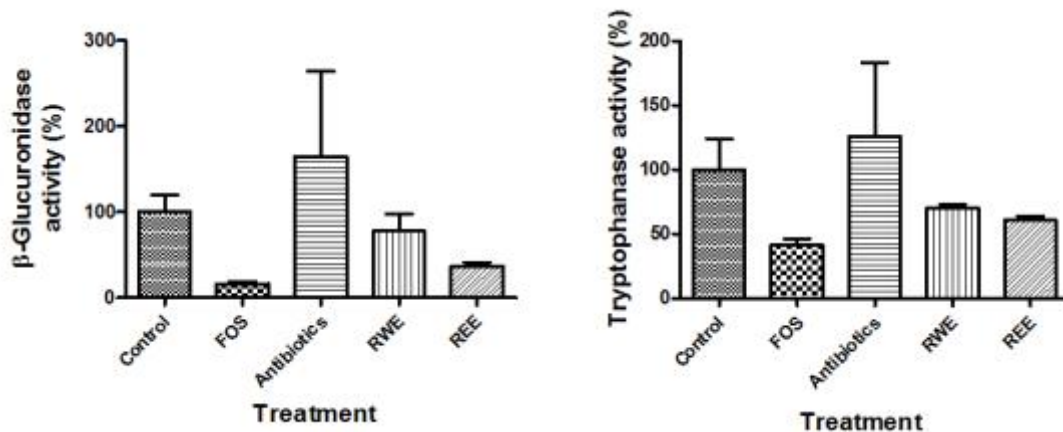 β-Glucuronidase
activity (%)
300
200
100
0
Control
FOS
Antibiotics
RWE
REE
Treatment
Tryptophanase activity (%)
200
150
100
50
0
Control
FOS
Antibiotics
RWE
REE
Treatment